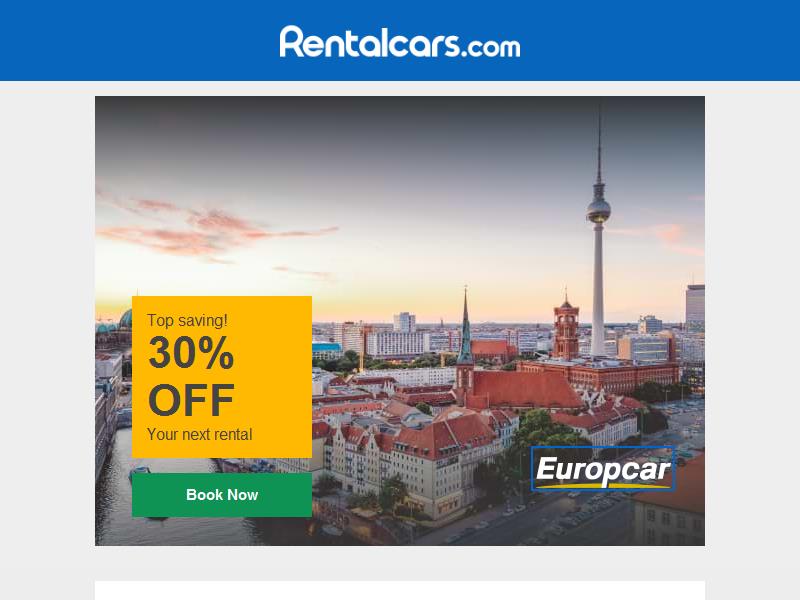 Rentalcars.com
Top saving!
30%
OFF
Your next rental
Book Now
Europcar